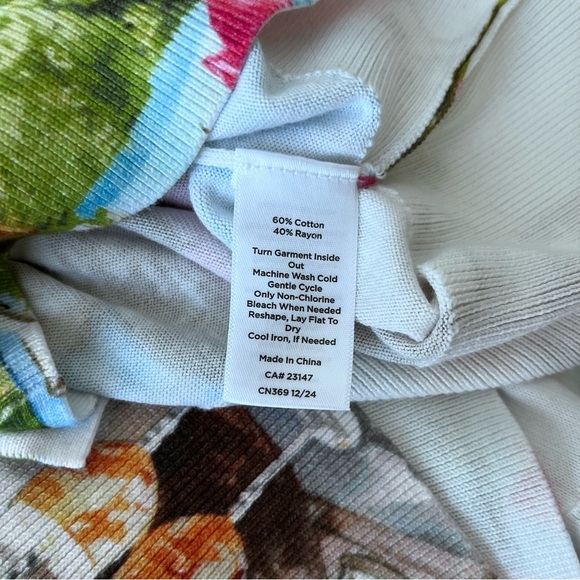 60% Cotton
40% Rayon
Turn Garment Inside
Out
Machine Wash Cold
Gentle Cycle
Only Non-Chlorine
Bleach When Needed
Reshape, Lay Flat To
Dry
Cool Iron, If Needed
Made In China
CA# 23147
CN369 12/24